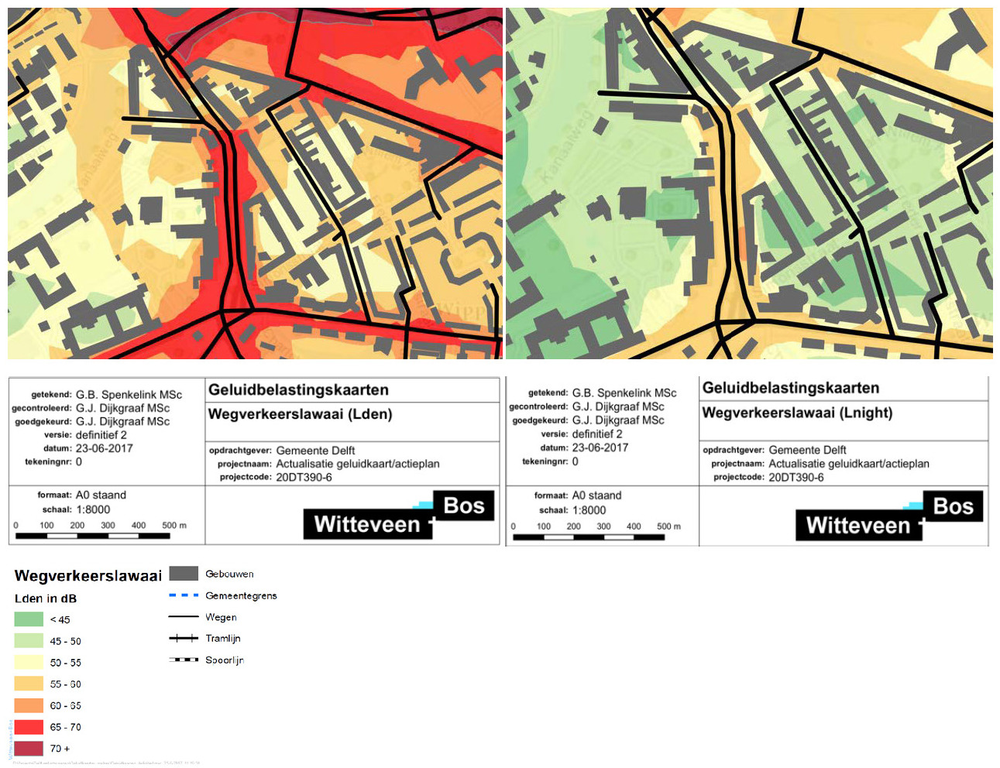 Kanaalweg
Wipp
Kanaalweg
getekend: G.B. Spenkelink MSc
gecontroleerd: G.J. Dijkgraaf MSc
goedgekeurd: G.J. Dijkgraaf MSc
versie: definitief 2
datum: 23-06-2017
tekeningnr: 0
formaat: A0 staand
schaal: 1:8000
0 100 200 300 400 500 m
Geluidbelastingskaarten
Wegverkeerslawaai (Lden)
opdrachtgever: Gemeente Delft
projectnaam: Actualisatie geluidkaart/actieplan
projectcode: 20DT390-6
Witteveen + Bos
getekend: G.B. Spenkelink MSc
gecontroleerd: G.J. Dijkgraaf MSc
goedgekeurd: G.J. Dijkgraaf MSc
versie: definitief 2
datum: 23-06-2017
tekeningnr: 0
formaat: A0 staand
schaal: 1:8000
0 100 200 300 400 500 m
Geluidbelastingskaarten
Wegverkeerslawaai (Lnight)
opdrachtgever: Gemeente Delft
projectnaam: Actualisatie geluidkaart/actieplan
projectcode: 20DT390-6
Witteveen + Bos
Wegverkeerslawaai
Lden in dB
< 45
45 - 50
50 - 55
55 - 60
60 - 65
65 - 70
70 +
Gebouwen
Gemeentegrens
Wegen
Tramlijn
Spoorlijn
Witteveen+Bos